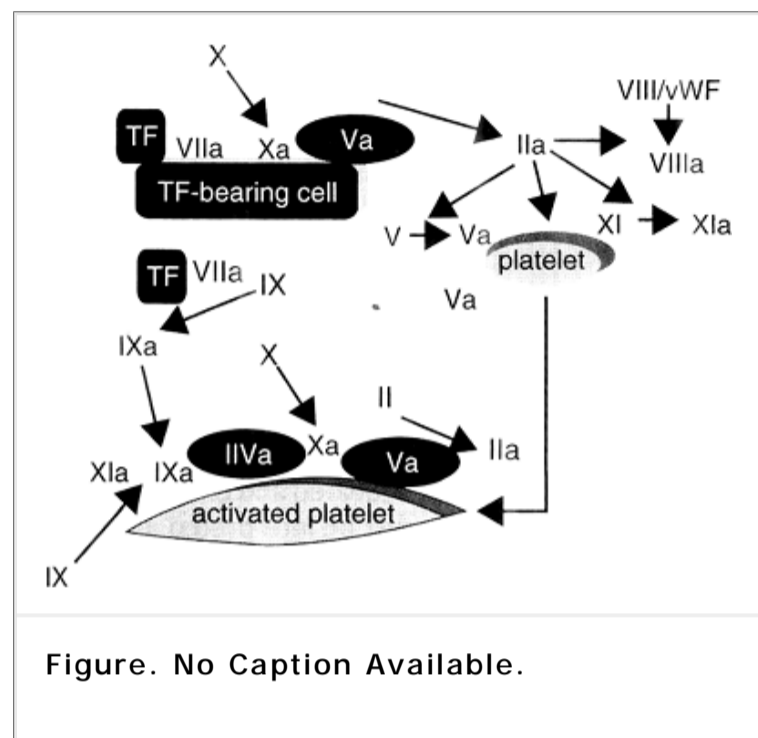 X
VIII/vWF
TF
VIIa
Xa
Va
IIa
VIIIa
TF-bearing cell
V
Va
XI
XIa
platelet
TF
VIIa
IX
Va
IXa
X
II
IIVa
Xa
Va
IIa
XIa
IXa
activated platelet
IX
Figure. No Caption Available.